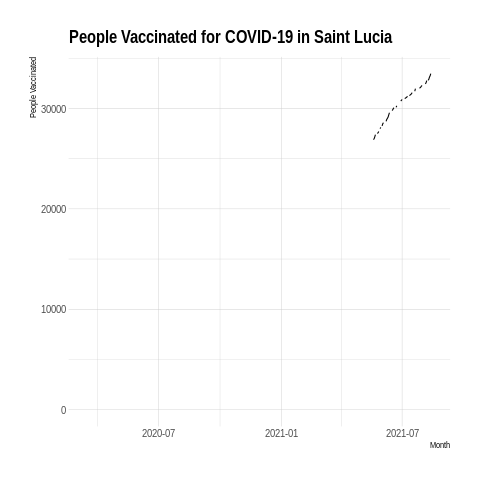 People Vaccinated for COVID-19 in Saint Lucia
People Vaccinated
30000
20000
10000
0
2020-07 2021-01 2021-07
Month